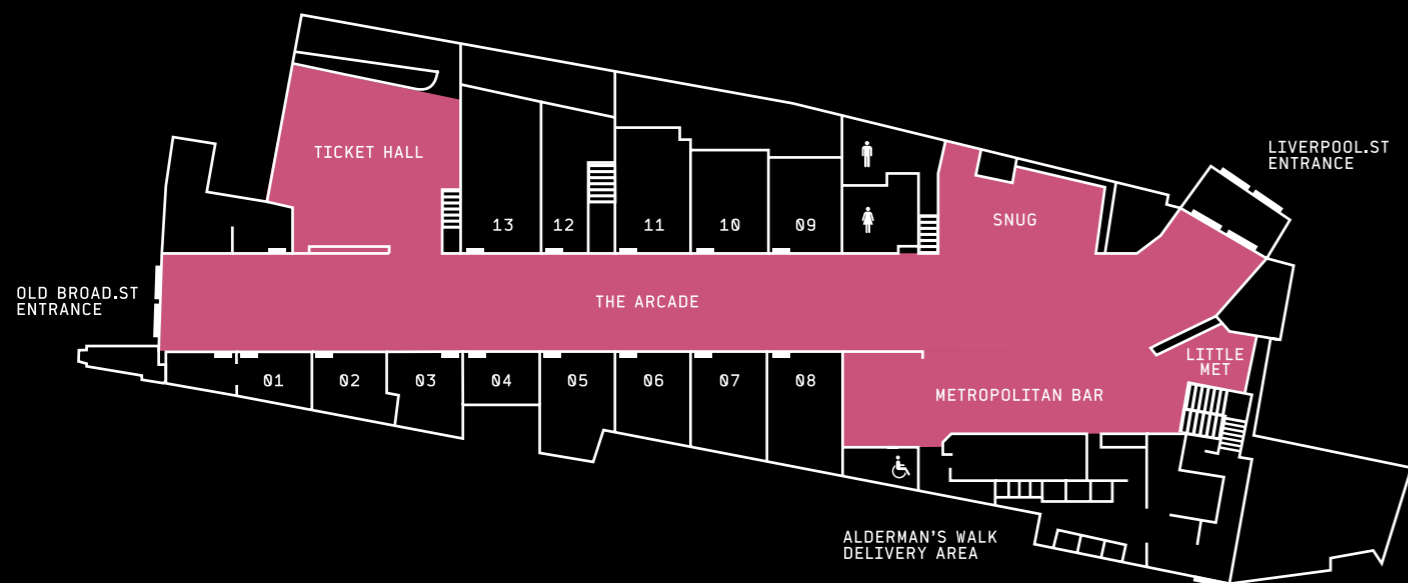 TICKET HALL
LIVERPOOL.ST
ENTRANCE
SNUG
13
12
11
10
09
OLD BROAD.ST
ENTRANCE
THE ARCADE
01
02
03
04
05
06
07
08
LITTLE
MET
METROPOLITAN BAR
ALDERMAN'S WALK
DELIVERY AREA